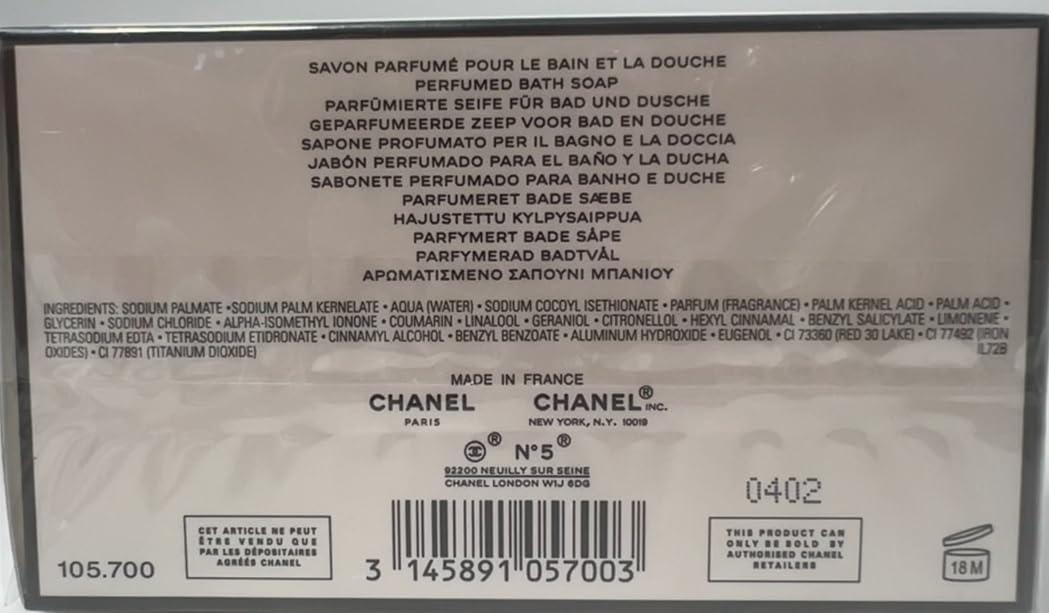 SAVON PARFUMÉ POUR LE BAIN ET LA DOUCHE
PERFUMED BATH SOAP
PARFÜMIERTE SEIFE FÜR BAD UND DUSCHE
GEPARFUMEERDE ZEEP VOOR BAD EN DOUCHE
SAPONE PROFUMATO PER IL BAGNO E LA DOCCIA
JABÓN PERFUMADO PARA EL BAÑO Y LA DUCHA
SABONETE PERFUMADO PARA BANHO E DUCHE
PARFUMERET BADE SÆBE
HAJUSTETTU KYLPYSAIPPUA
PARFYMERT BADE SÅPE
PARFYMERAD BADTVÅL
ΑΡΩΜΑΤΙΣΜΕΝΟ ΣΑΠΟΥΝΙ ΜΠΑΝΙΟΥ
INGREDIENTS: SODIUM PALMATE • SODIUM PALM KERNELATE • AQUA (WATER) • SODIUM COCOYL ISETHIONATE • PARFUM (FRAGRANCE) • PALM KERNEL ACID • PALM ACID •
GLYCERIN • SODIUM CHLORIDE • ALPHA-ISOMETHYL IONONE • COUMARIN • LINALOOL • GERANIOL • CITRONELLOL • HEXYL CINNAMAL • BENZYL SALICYLATE • LIMONENE •
TETRASODIUM EDTA • TETRASODIUM ETIDRONATE • CINNAMYL ALCOHOL • BENZYL BENZOATE • ALUMINUM HYDROXIDE • EUGENOL • CI 73360 (RED 30 LAKE) • CI 77492 (IRON
OXIDES) • CI 77891 (TITANIUM DIOXIDE) IL72B
MADE IN FRANCE
CHANEL CHANEL® INC.
PARIS NEW YORK, N.Y. 10019
® N°5®
92200 NEUILLY SUR SEINE
CHANEL LONDON W1J 6DG
0402
CET ARTICLE NE PEUT
ÊTRE VENDU QUE
PAR LES DÉPOSITAIRES
AGRÉÉS CHANEL
THIS PRODUCT CAN
ONLY BE SOLD BY
AUTHORISED CHANEL
RETAILERS
105.700
3 145891 057003
18 M